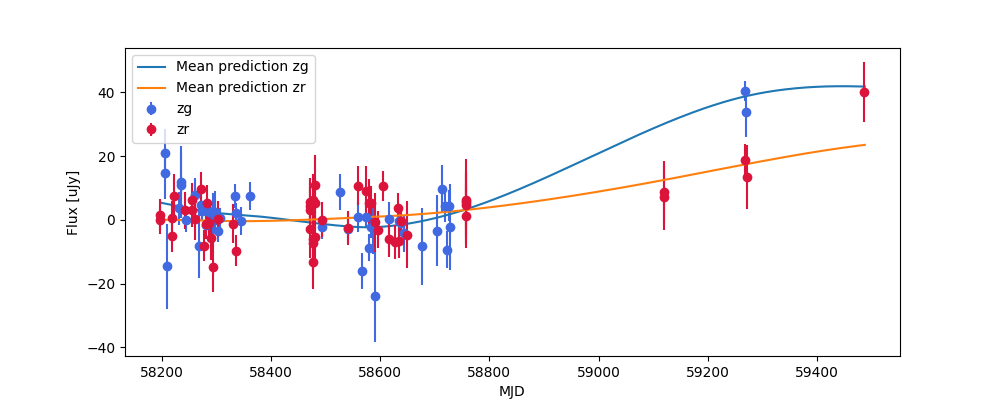 Mean prediction zg
Mean prediction zr
zg
zr
Flux [uJy]
40
20
0
−20
−40
58200 58400 58600 58800 59000 59200 59400
MJD